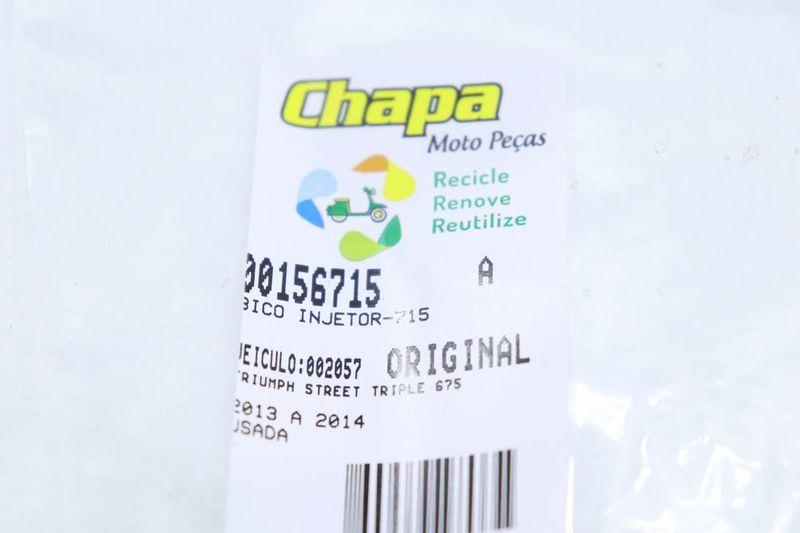 Chapa
Moto Peças
Recicle
Renove
Reutilize
00156715 A
BICO INJETOR-715
VEICULO:002057 ORIGINAL
TRIUMPH STREET TRIPLE 675
2013 A 2014
USADA